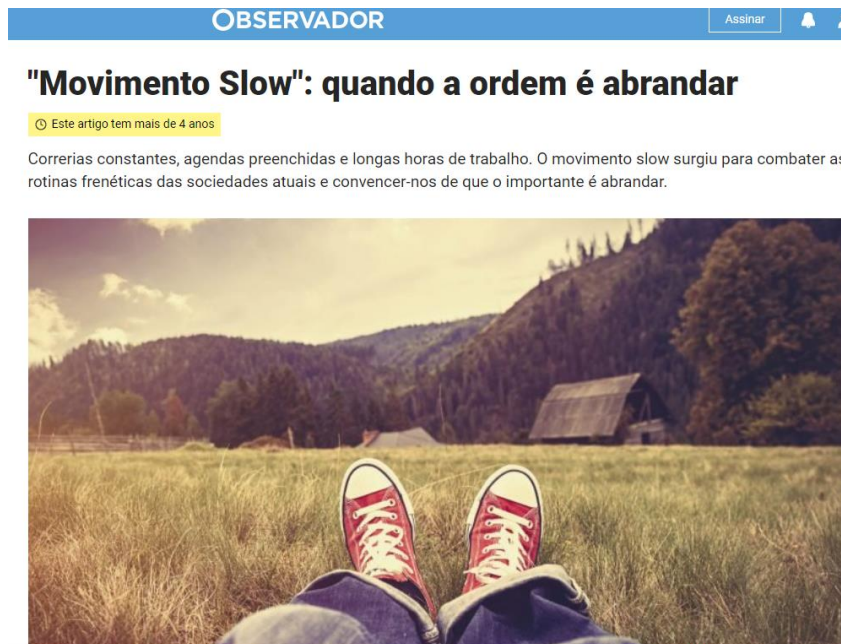 OBSERVADOR
Assinar
"Movimento Slow": quando a ordem é abrandar
Este artigo tem mais de 4 anos
Correrias constantes, agendas preenchidas e longas horas de trabalho. O movimento slow surgiu para combater as
rotinas frenéticas das sociedades atuais e convencer-nos de que o importante é abrandar.